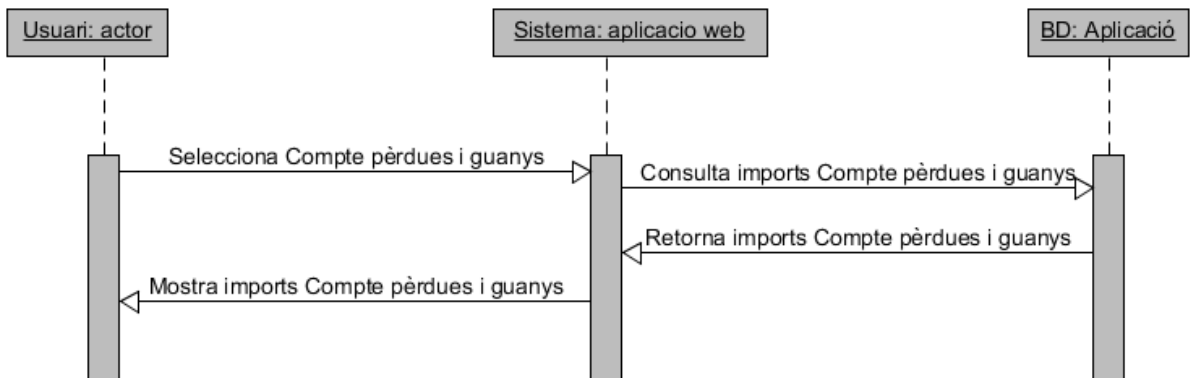 Usuari: actor
Sistema: aplicacio web
BD: Aplicació
Selecciona Compte pèrdues i guanys
Consulta imports Compte pèrdues i guanys
Retorna imports Compte pèrdues i guanys
Mostra imports Compte pèrdues i guanys